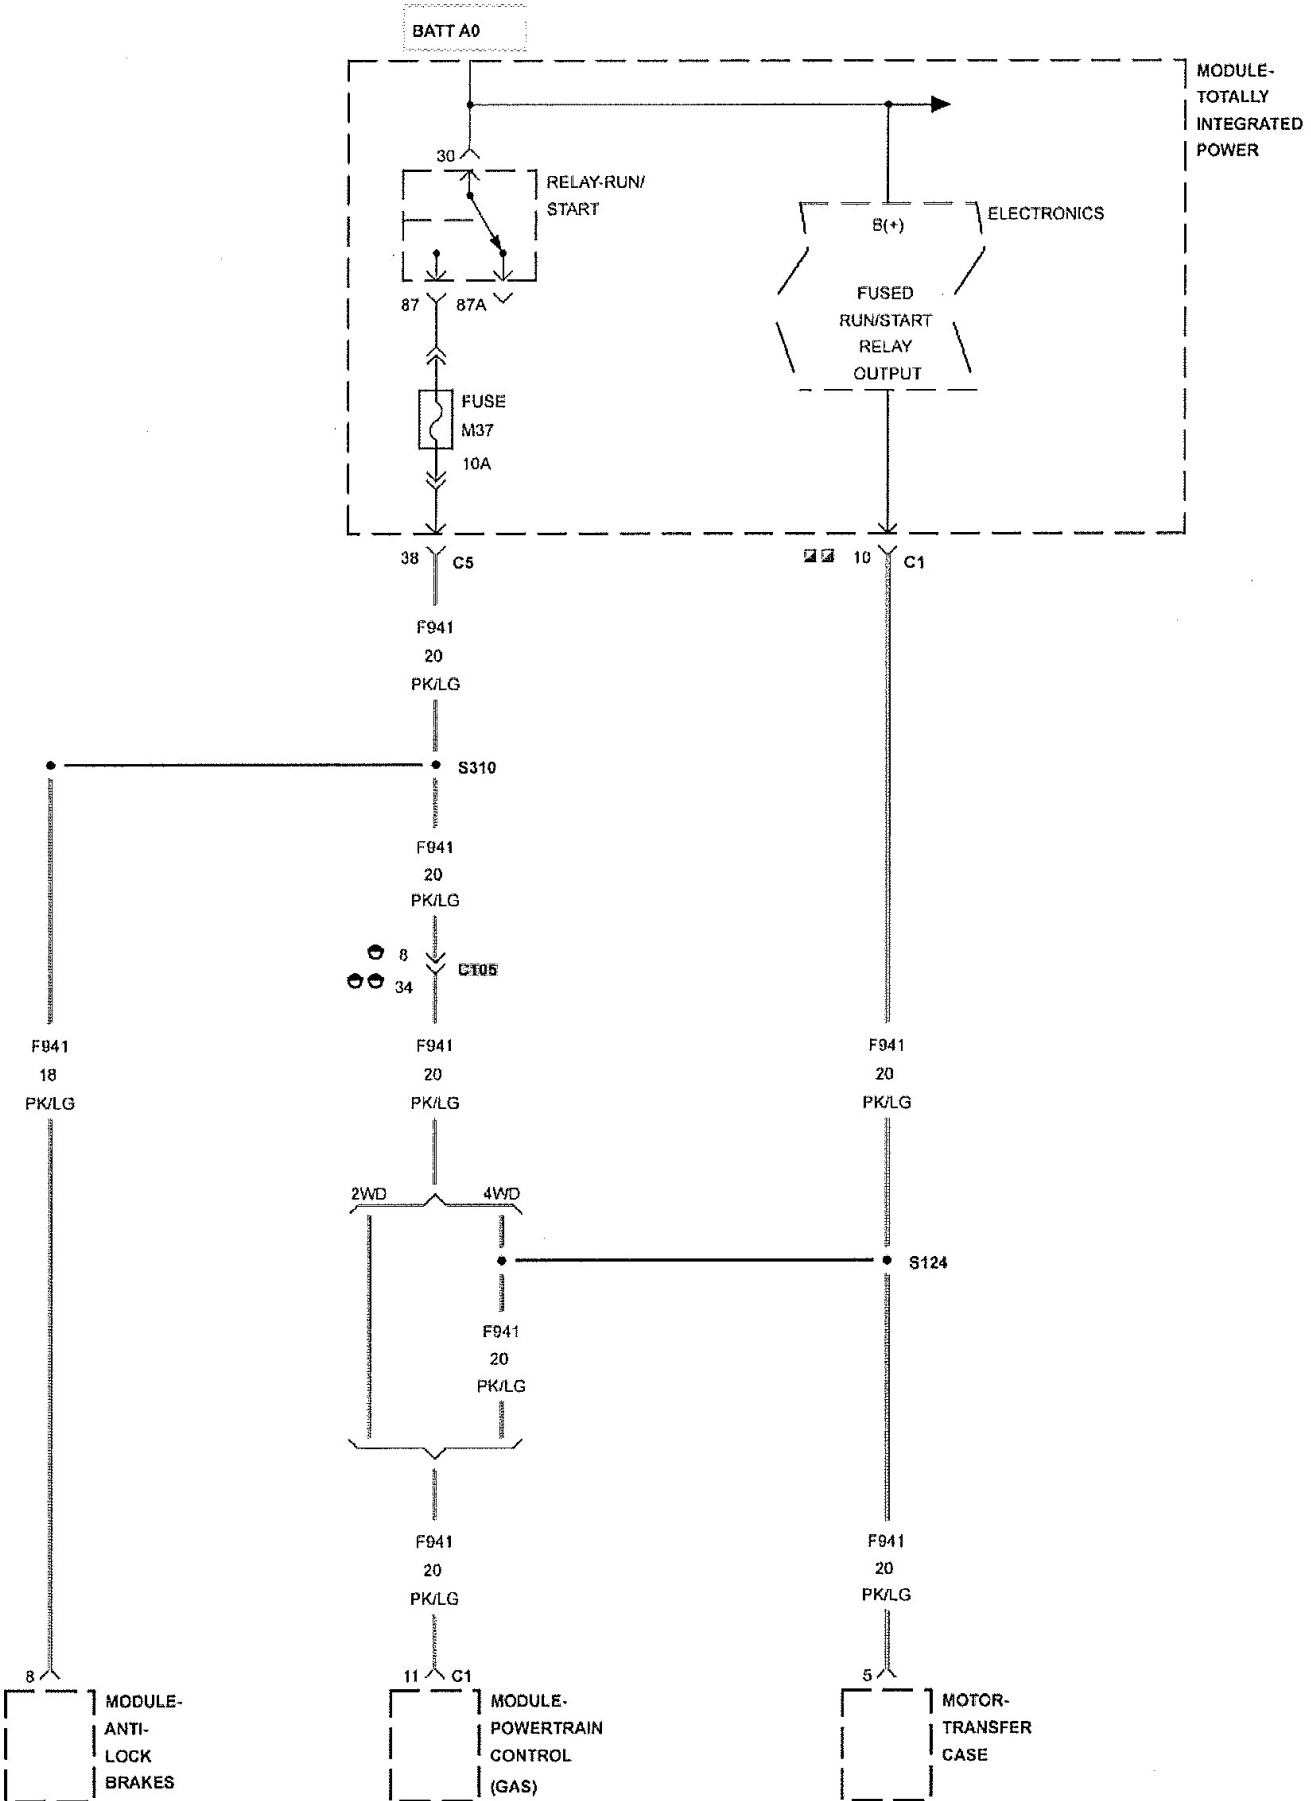 BATT A0
MODULE-
TOTALLY
INTEGRATED
POWER
30
RELAY-RUN/
START
ELECTRONICS
B(+)
87
87A
FUSED
RUN/START
RELAY
OUTPUT
FUSE
M37
10A
38
C5
10
C1
F941
20
PK/LG
S310
F941
20
PK/LG
8
34
C105
F941
18
PK/LG
F941
20
PK/LG
F941
20
PK/LG
2WD
4WD
S124
F941
20
PK/LG
F941
20
PK/LG
F941
20
PK/LG
8
MODULE-
ANTI-
LOCK
BRAKES
11
C1
MODULE-
POWERTRAIN
CONTROL
(GAS)
5
MOTOR-
TRANSFER
CASE